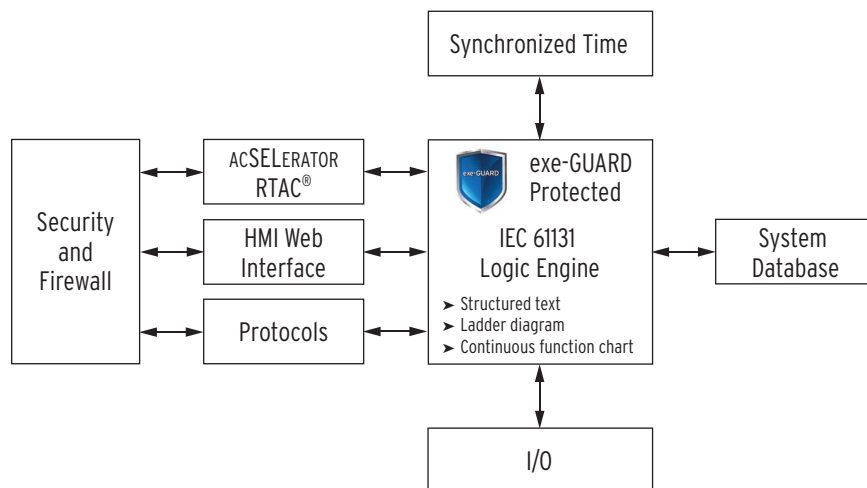 Synchronized Time
Security
and
Firewall
ACSELERATOR
RTAC®
HMI Web
Interface
Protocols
exe-GUARD
exe-GUARD
Protected
IEC 61131
Logic Engine
➤ Structured text
➤ Ladder diagram
➤ Continuous function chart
System
Database
I/O